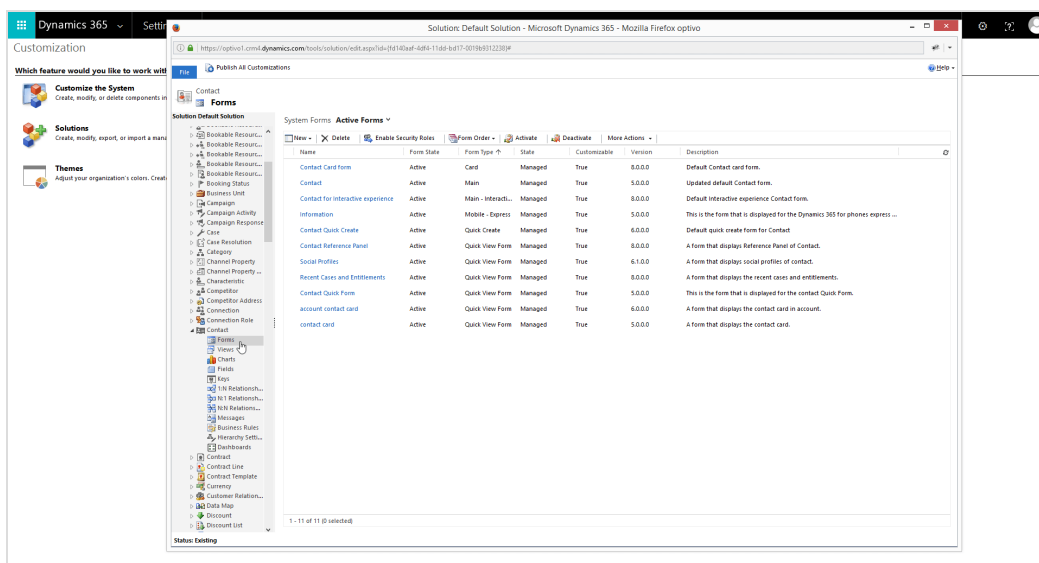 Dynamics 365
Settin
Customization
Which feature would you like to work with
Customize the System
Create, modify, or delete components in
Solutions
Create, modify, export, or import a mana
Themes
Adjust your organization's colors. Creat
Solution: Default Solution - Microsoft Dynamics 365 - Mozilla Firefox optivo
https://optivo1.crm4.dynamics.com/tools/solution/edit.aspx?id={fd140aaf-4df4-11dd-bd17-0019b9312238}#
File
Publish All Customizations
Help
Contact
Forms
Solution Default Solution
Bookable Resourc...
Bookable Resourc...
Bookable Resourc...
Bookable Resourc...
Bookable Resourc...
Booking Status
Business Unit
Campaign
Campaign Activity
Campaign Response
Case
Case Resolution
Category
Channel Property
Channel Property ...
Characteristic
Competitor
Competitor Address
Connection
Connection Role
Contact
Forms
Views
Charts
Fields
Keys
1:N Relationsh...
N:1 Relationsh...
N:N Relations...
Messages
Business Rules
Hierarchy Setti...
Dashboards
Contract
Contract Line
Contract Template
Currency
Customer Relation...
Data Map
Discount
Discount List
Status: Existing
System Forms Active Forms
New Delete Enable Security Roles Form Order Activate Deactivate More Actions
Name Form State Form Type State Customizable Version Description
Contact Card form Active Card Managed True 8.0.0.0 Default Contact card form.
Contact Active Main Managed True 5.0.0.0 Updated default Contact form.
Contact for Interactive experience Active Main - Interacti... Managed True 8.0.0.0 Default Interactive experience Contact form.
Information Active Mobile - Express Managed True 5.0.0.0 This is the form that is displayed for the Dynamics 365 for phones express ...
Contact Quick Create Active Quick Create Managed True 6.0.0.0 Default quick create form for Contact
Contact Reference Panel Active Quick View Form Managed True 8.0.0.0 A form that displays Reference Panel of Contact.
Social Profiles Active Quick View Form Managed True 6.1.0.0 A form that displays social profiles of contact.
Recent Cases and Entitlements Active Quick View Form Managed True 8.0.0.0 A form that displays the recent cases and entitlements.
Contact Quick Form Active Quick View Form Managed True 5.0.0.0 This is the form that is displayed for the contact Quick Form.
account contact card Active Quick View Form Managed True 6.0.0.0 A form that displays the contact card in account.
contact card Active Quick View Form Managed True 5.0.0.0 A form that displays the contact card.
1 - 11 of 11 (0 selected)